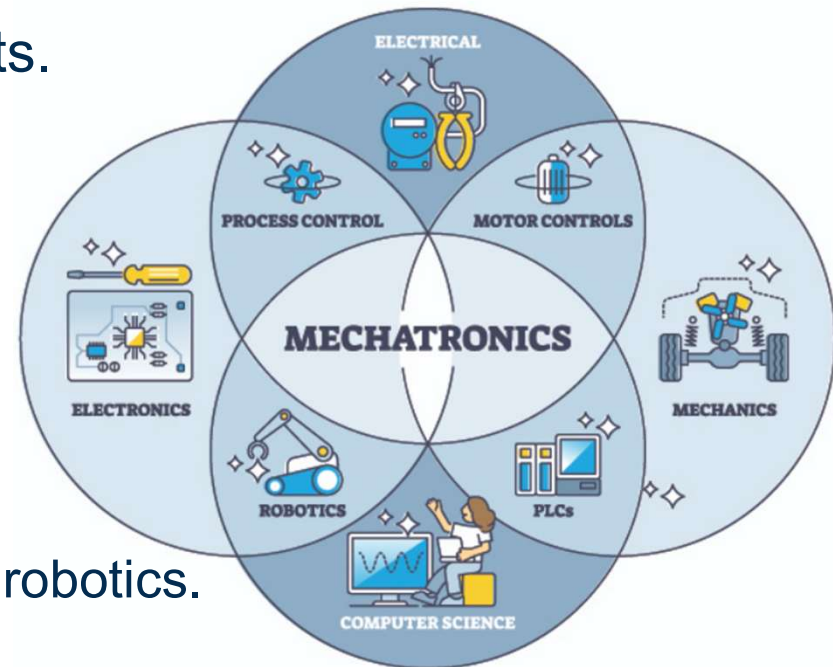 ts.
ELECTRICAL
PROCESS CONTROL
MOTOR CONTROLS
MECHATRONICS
ELECTRONICS
MECHANICS
ROBOTICS
PLCs
robotics.
COMPUTER SCIENCE